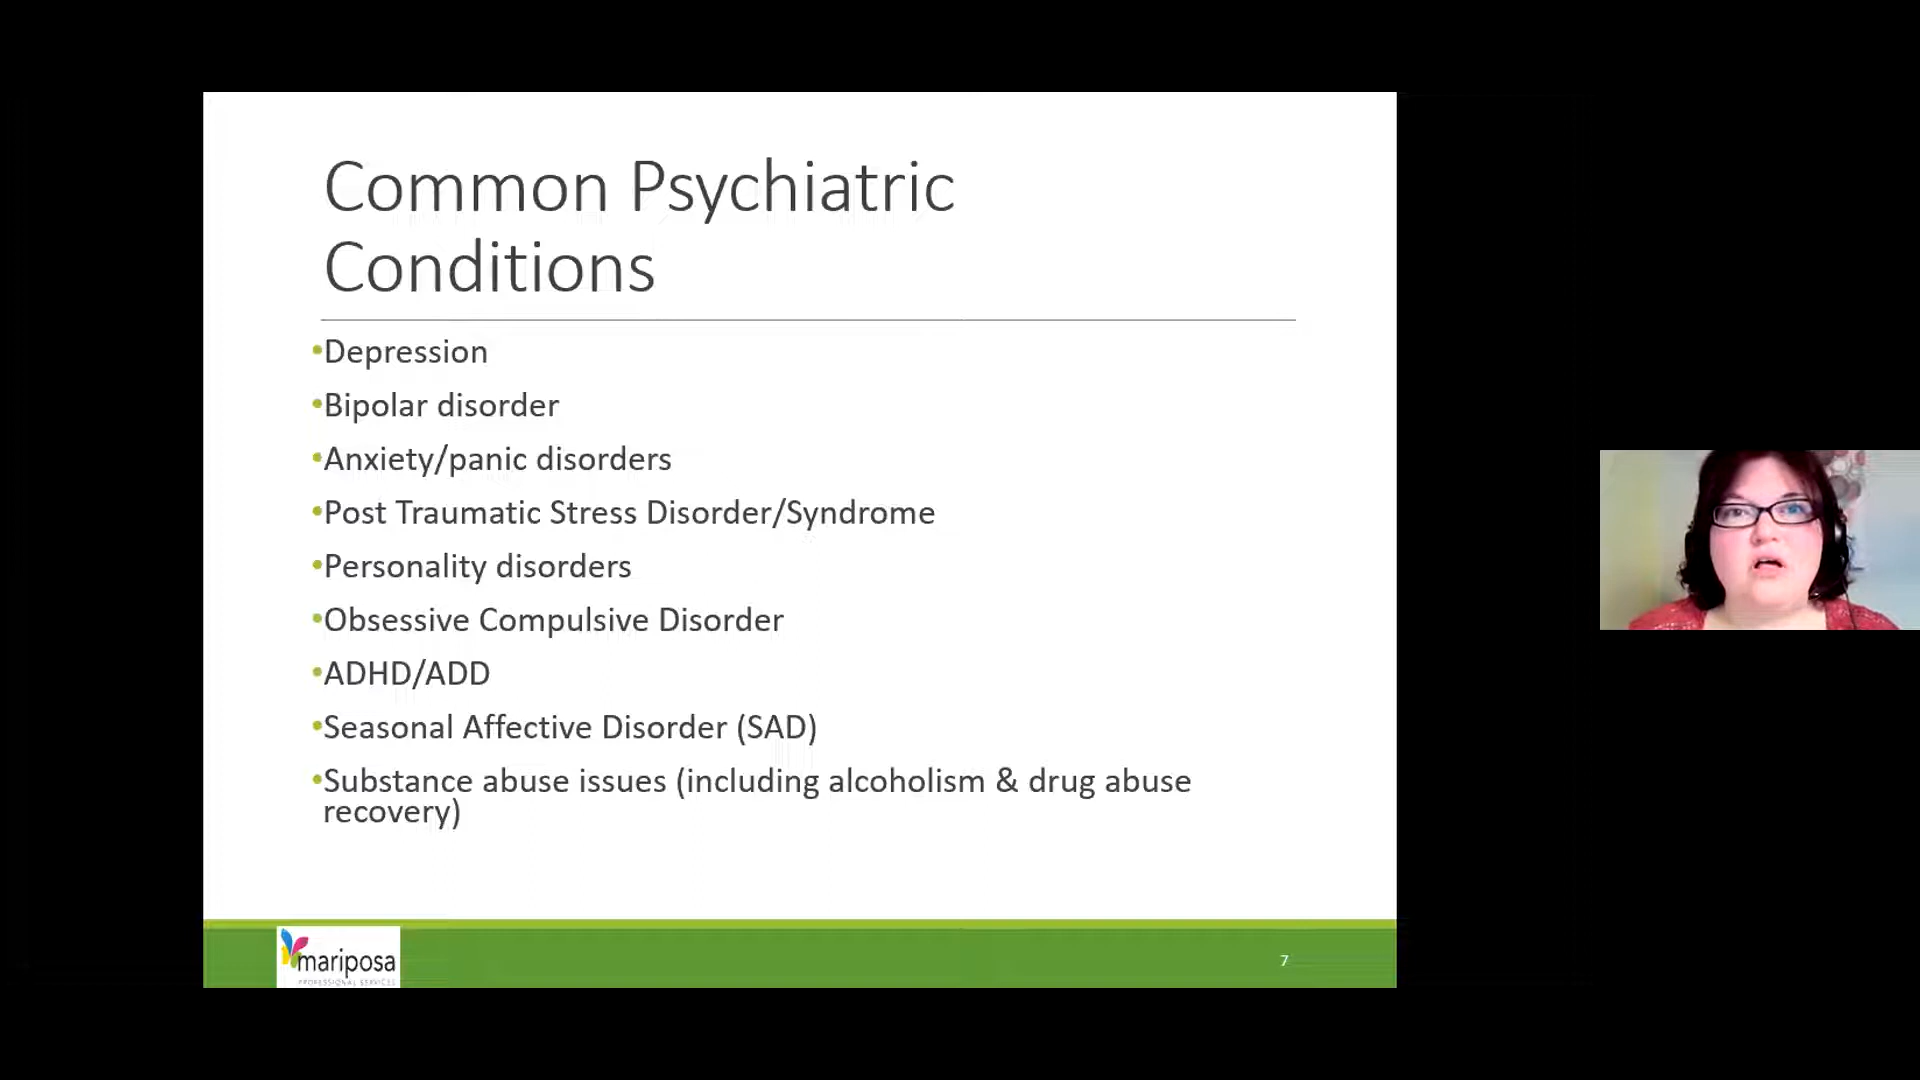 Common Psychiatric
Conditions
•Depression
•Bipolar disorder
•Anxiety/panic disorders
•Post Traumatic Stress Disorder/Syndrome
•Personality disorders
•Obsessive Compulsive Disorder
•ADHD/ADD
•Seasonal Affective Disorder (SAD)
•Substance abuse issues (including alcoholism & drug abuse
recovery)
mariposa
PROFESSIONAL SERVICES
7